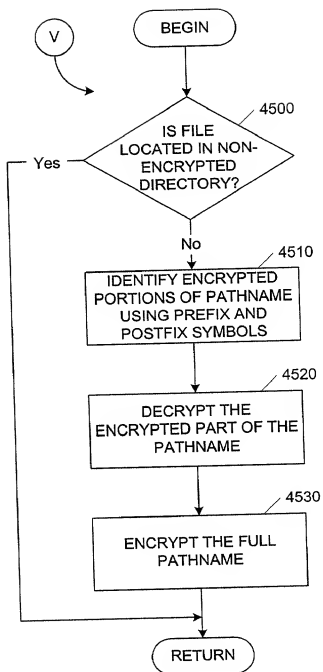 V
BEGIN
4500
IS FILE
LOCATED IN NON-
ENCRYPTED
DIRECTORY?
Yes
No
4510
IDENTIFY ENCRYPTED
PORTIONS OF PATHNAME
USING PREFIX AND
POSTFIX SYMBOLS
4520
DECRYPT THE
ENCRYPTED PART OF THE
PATHNAME
4530
ENCRYPT THE FULL
PATHNAME
RETURN